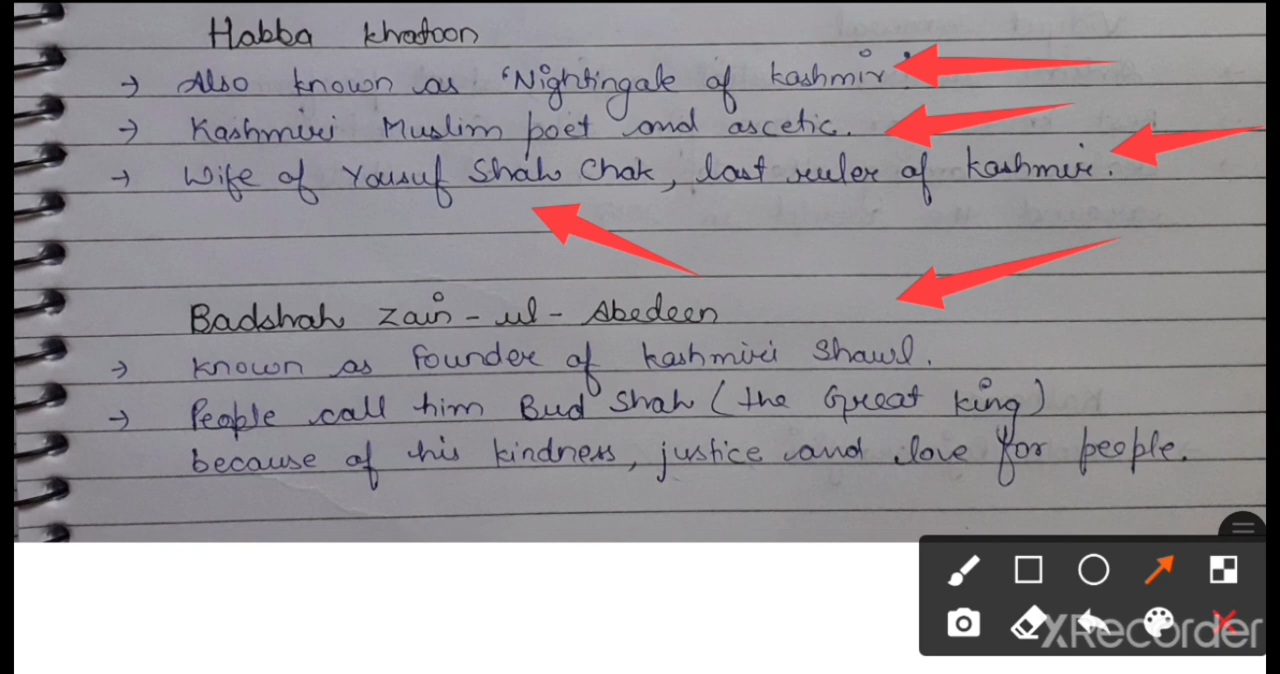 Habba Khatoon
→ Also known as 'Nightingale of Kashmir'.
→ Kashmiri Muslim poet and ascetic.
→ Wife of Yousuf Shah Chak, last ruler of Kashmir.
Badshah Zain-ul-Abedeen
→ Known as Founder of Kashmiri Shawl.
→ People call him Bud Shah (the Great King)
because of his kindness, justice and love for people.
XRecorder